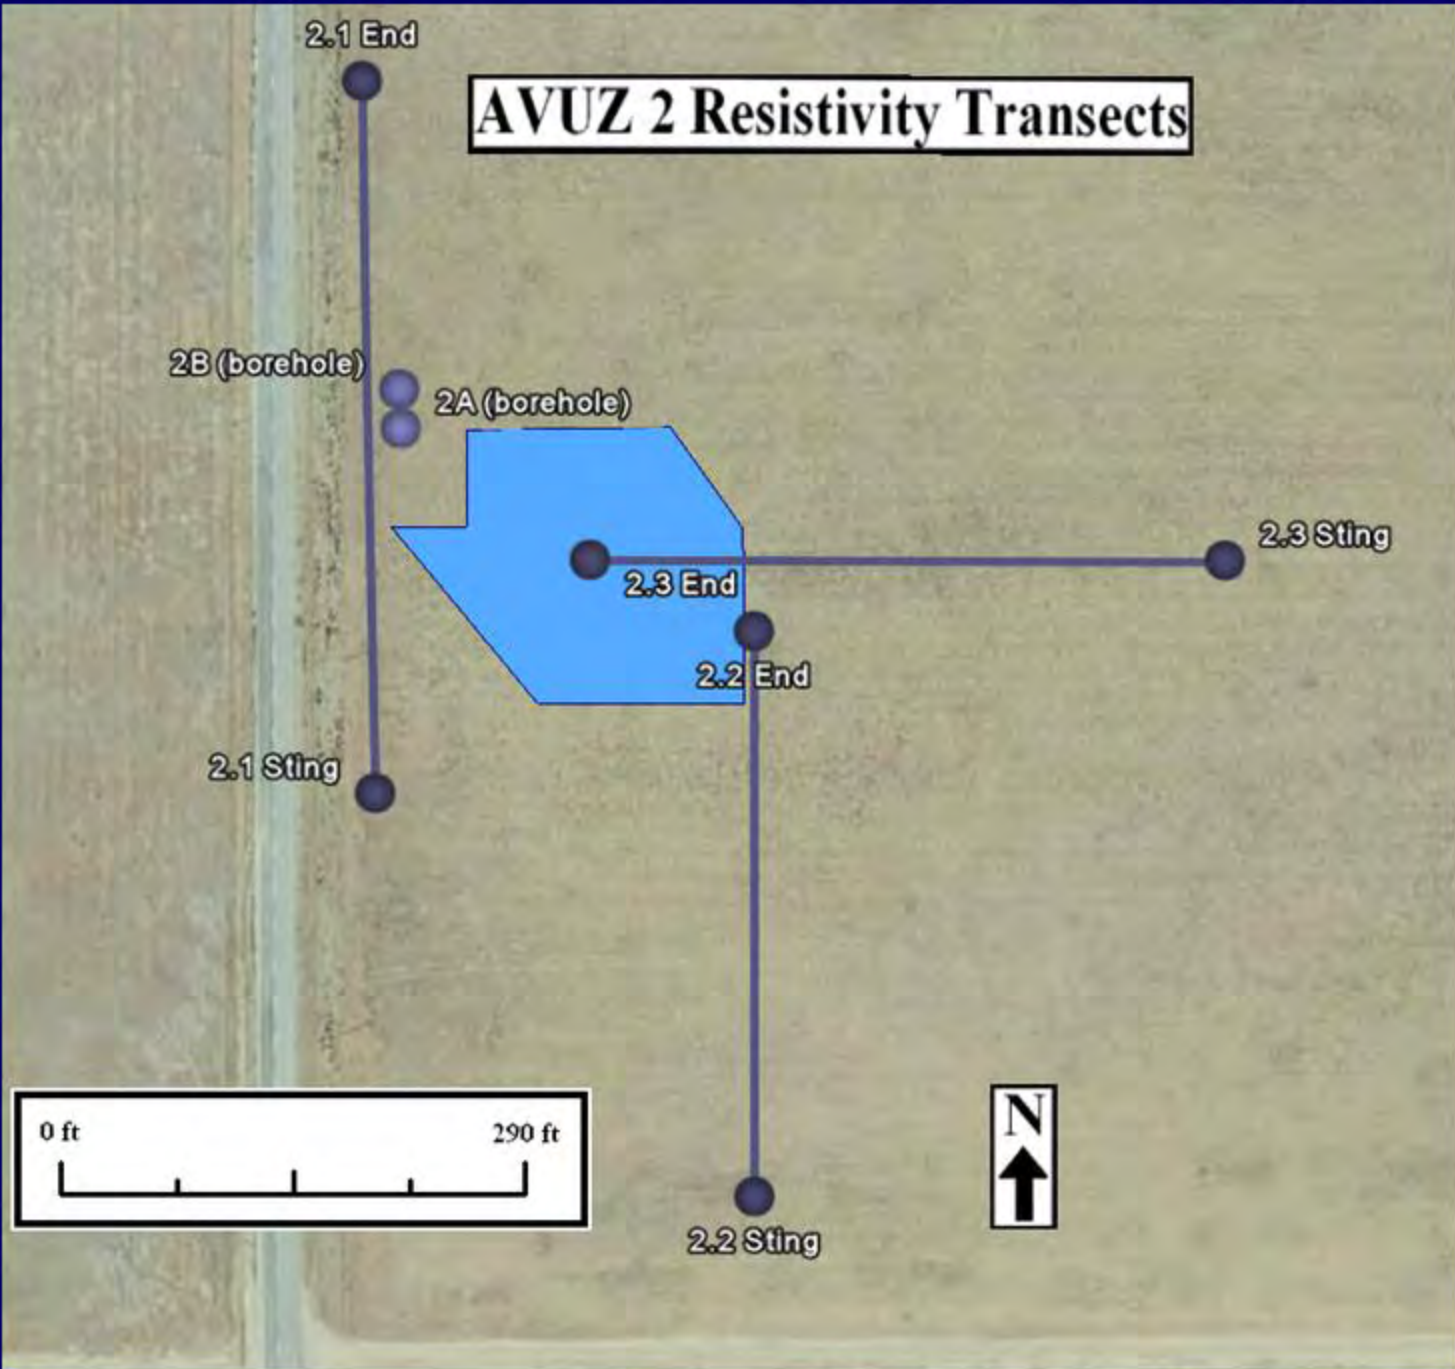 2.1 End
AVUZ 2 Resistivity Transects
2B (borehole)
2A (borehole)
2.3 Sting
2.3 End
2.2 End
2.1 Sting
0 ft 290 ft
N
2.2 Sting